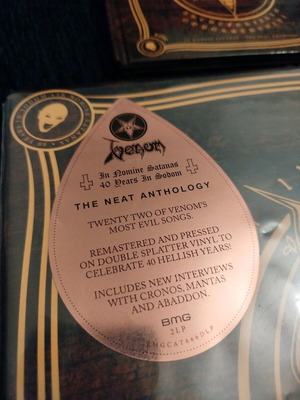 Venom
In Nomine Satanas
40 Years In Sodom
THE NEAT ANTHOLOGY
TWENTY TWO OF VENOM'S
MOST EVIL SONGS.
REMASTERED AND PRESSED
ON DOUBLE SPLATTER VINYL TO
CELEBRATE 40 HELLISH YEARS!
INCLUDES NEW INTERVIEWS
WITH CRONOS, MANTAS
AND ABADDON.
BMG
2LP
BMGCAT666DLP